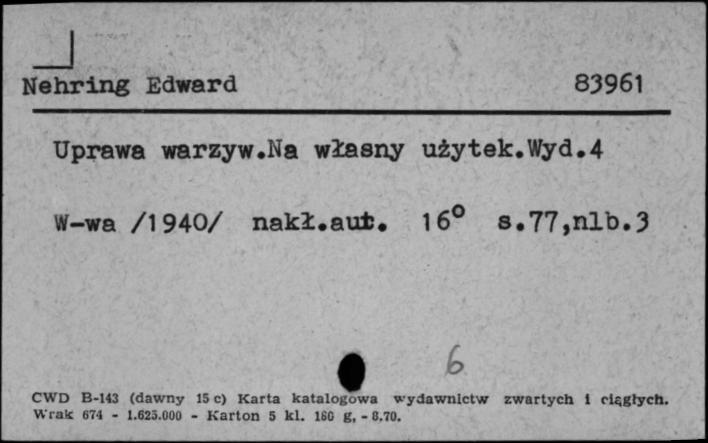 Nehring Edward 83961
Uprawa warzyw.Na własny użytek.Wyd.4
W-wa /1940/ nakł.aut. 16° s.77,nlb.3
6
CWD B-143 (dawny 15 c) Karta katalogowa wydawnictw zwartych i ciągłych.
Wrak 674 - 1.625.000 - Karton 5 kl. 160 g, - 8.70.